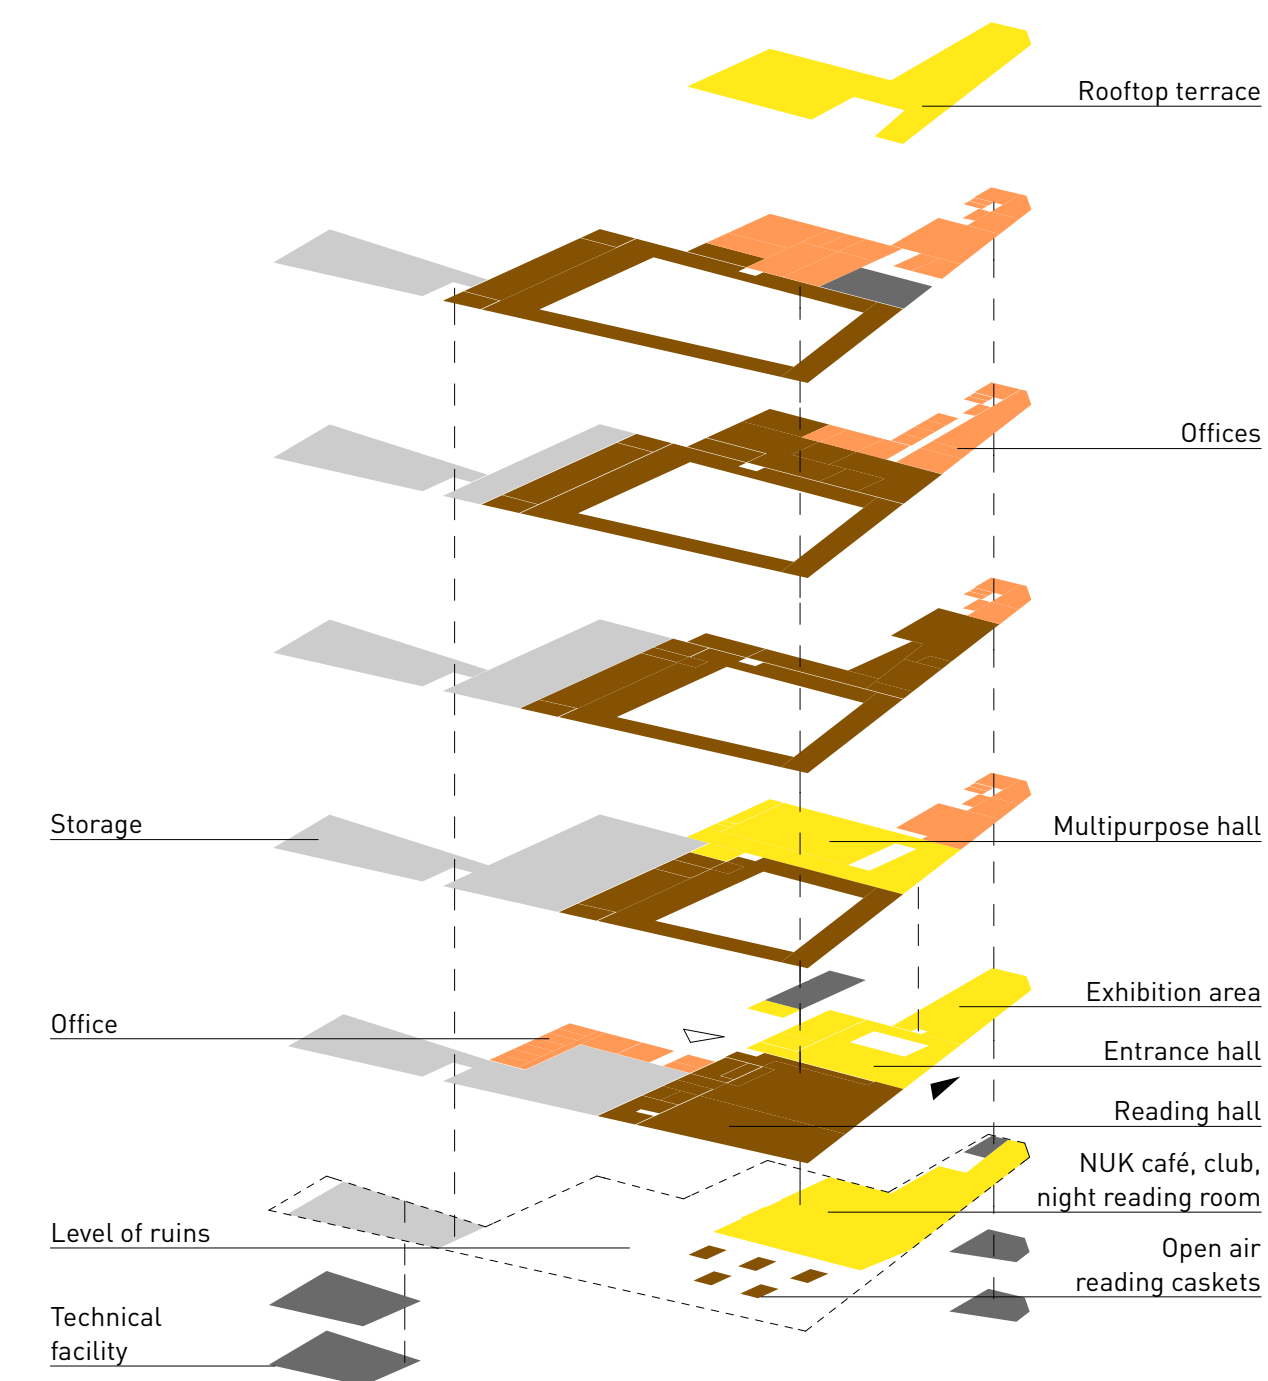 Rooftop terrace
Offices
Storage
Multipurpose hall
Exhibition area
Office
Entrance hall
Reading hall
NUK café, club,
night reading room
Level of ruins
Open air
reading caskets
Technical
facility